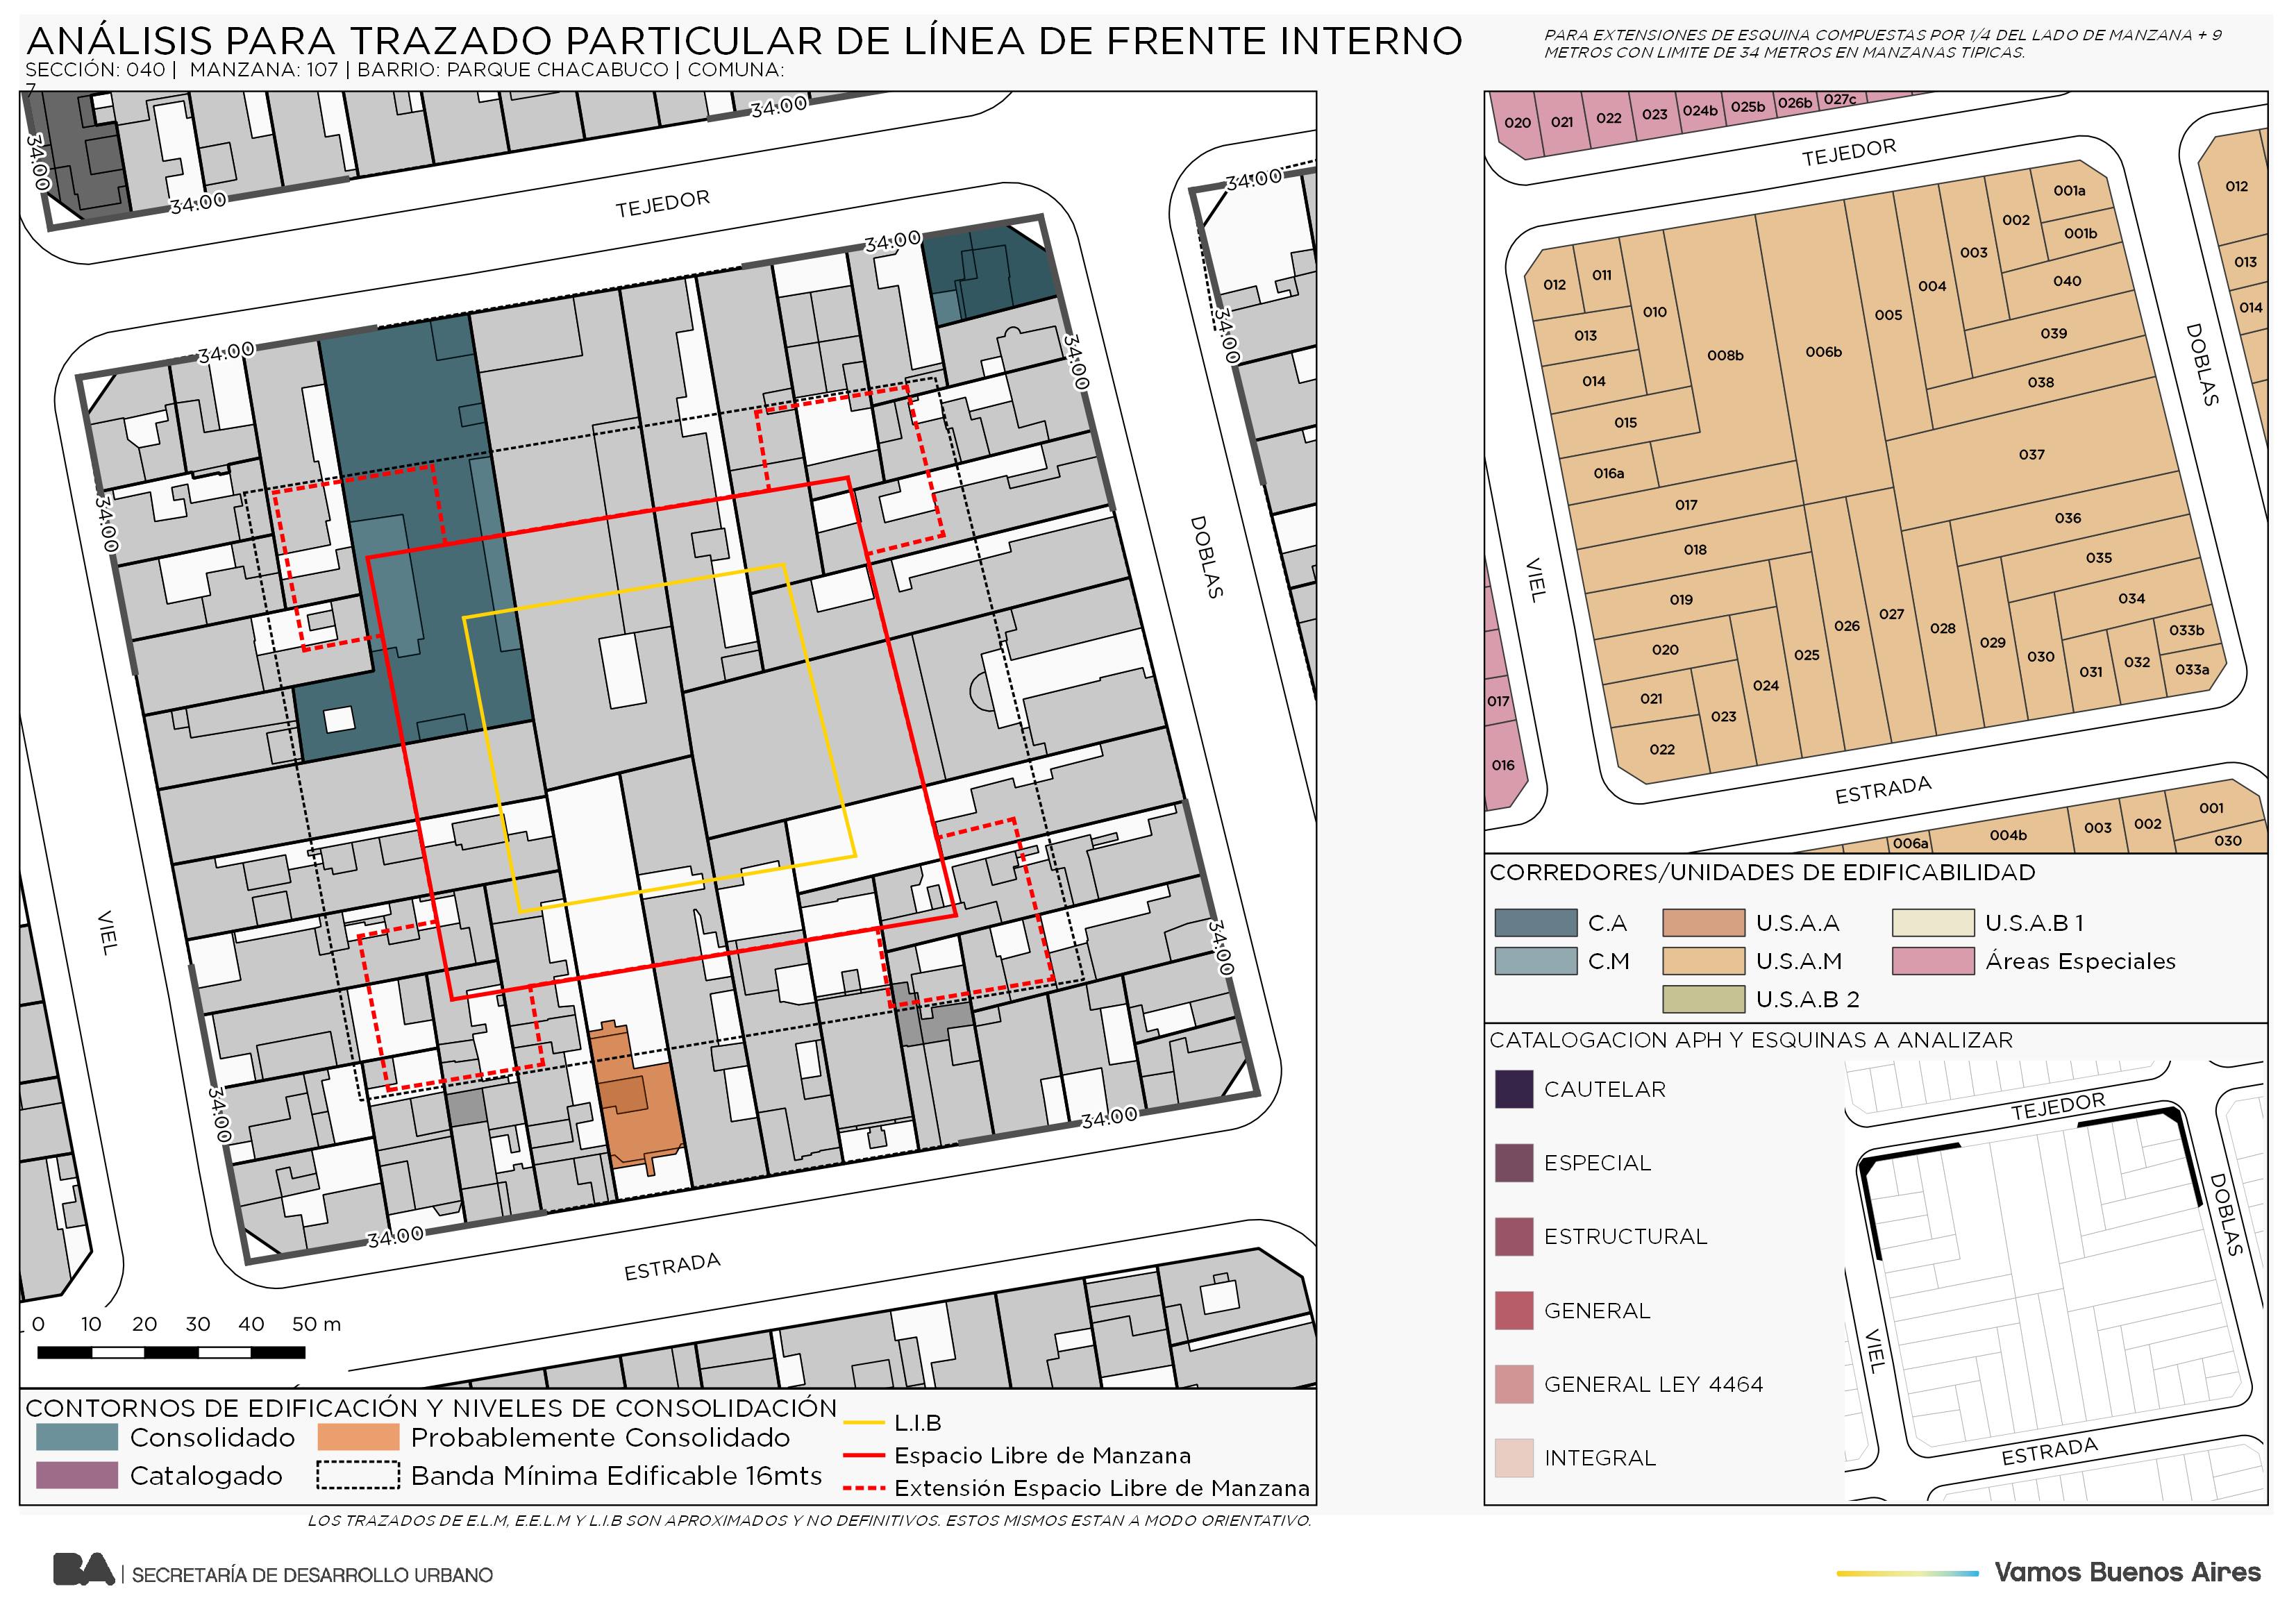 ANÁLISIS PARA TRAZADO PARTICULAR DE LÍNEA DE FRENTE INTERNO
SECCIÓN: 040 | MANZANA: 107 | BARRIO: PARQUE CHACABUCO | COMUNA:
7
PARA EXTENSIONES DE ESQUINA COMPUESTAS POR 1/4 DEL LADO DE MANZANA + 9
METROS CON LIMITE DE 34 METROS EN MANZANAS TIPICAS.
34.00
34.00
34.00
TEJEDOR
34.00
34.00
34.00
34.00
34.00
34.00
DOBLAS
VIEL
34.00
34.00
34.00
34.00
ESTRADA
0 10 20 30 40 50 m
CONTORNOS DE EDIFICACIÓN Y NIVELES DE CONSOLIDACIÓN
Consolidado
Probablemente Consolidado
Catalogado
Banda Mínima Edificable 16mts
L.I.B
Espacio Libre de Manzana
Extensión Espacio Libre de Manzana
LOS TRAZADOS DE E.L.M, E.E.L.M Y L.I.B SON APROXIMADOS Y NO DEFINITIVOS. ESTOS MISMOS ESTAN A MODO ORIENTATIVO.
020 021 022 023 024b 025b 026b 027c
TEJEDOR
012
013
014
001a
001b
002
003
004
005
006b
008b
010
011
012
013
014
015
016a
017
018
019
020
021
022
023
024
025
026
027
028
029
030
031
032
033a
033b
034
035
036
037
038
039
040
DOBLAS
VIEL
017
016
ESTRADA
006a 004b 003 002 001
030
CORREDORES/UNIDADES DE EDIFICABILIDAD
C.A
U.S.A.A
U.S.A.B 1
C.M
U.S.A.M
Áreas Especiales
U.S.A.B 2
CATALOGACION APH Y ESQUINAS A ANALIZAR
CAUTELAR
ESPECIAL
ESTRUCTURAL
GENERAL
GENERAL LEY 4464
INTEGRAL
TEJEDOR
DOBLAS
VIEL
ESTRADA
BA | SECRETARÍA DE DESARROLLO URBANO
Vamos Buenos Aires